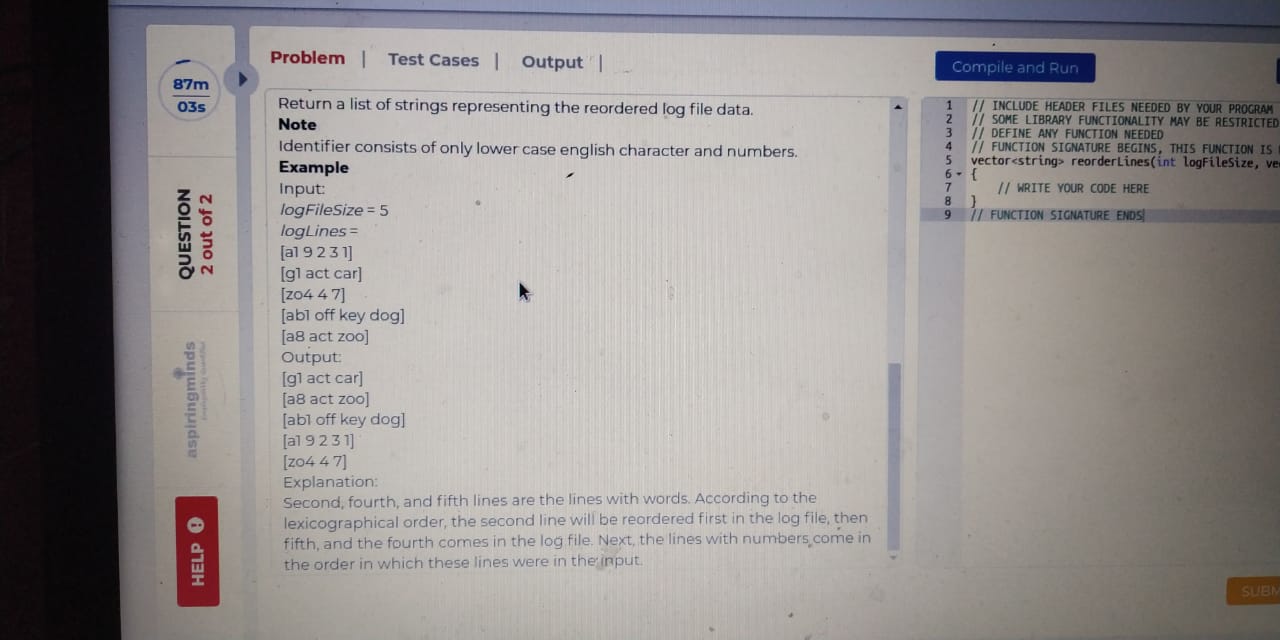 87m
03s
QUESTION
2 out of 2
aspiringminds
HELP
Problem | Test Cases | Output |
Return a list of strings representing the reordered log file data.
Note
Identifier consists of only lower case english character and numbers.
Example
Input:
logFileSize = 5
logLines =
[a1 9 2 3 1]
[g1 act car]
[zo4 4 7]
[ab1 off key dog]
[a8 act zoo]
Output:
[g1 act car]
[a8 act zoo]
[ab1 off key dog]
[a1 9 2 3 1]
[zo4 4 7]
Explanation:
Second, fourth, and fifth lines are the lines with words. According to the
lexicographical order, the second line will be reordered first in the log file, then
fifth, and the fourth comes in the log file. Next, the lines with numbers come in
the order in which these lines were in the input.
Compile and Run
1 // INCLUDE HEADER FILES NEEDED BY YOUR PROGRAM
2 // SOME LIBRARY FUNCTIONALITY MAY BE RESTRICTED
3 // DEFINE ANY FUNCTION NEEDED
4 // FUNCTION SIGNATURE BEGINS, THIS FUNCTION IS
5 vector<string> reorderLines(int logFileSize, ve
6 {
7 // WRITE YOUR CODE HERE
8 }
9 // FUNCTION SIGNATURE ENDS
SUBM